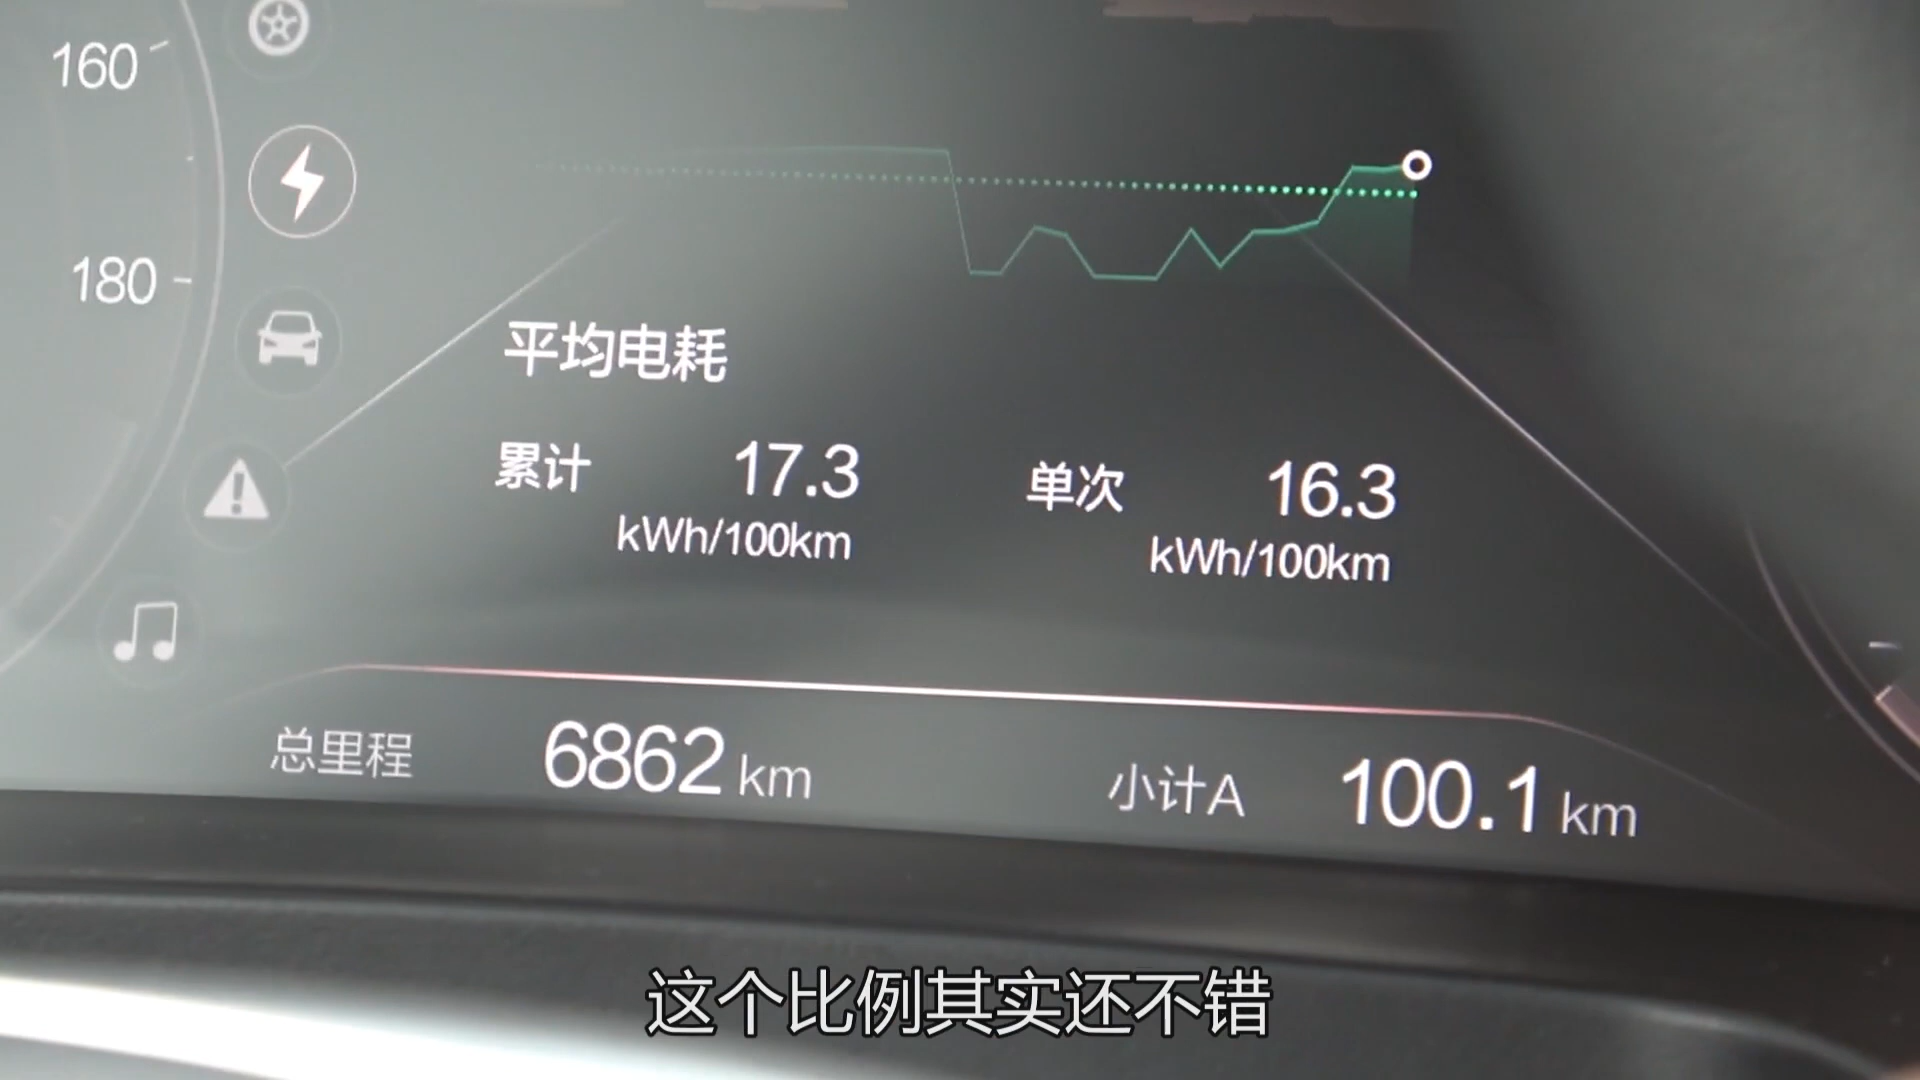 160
180
平均电耗
累计 17.3 kWh/100km
单次 16.3 kWh/100km
总里程 6862 km
小计A 100.1 km
这个比例其实还不错